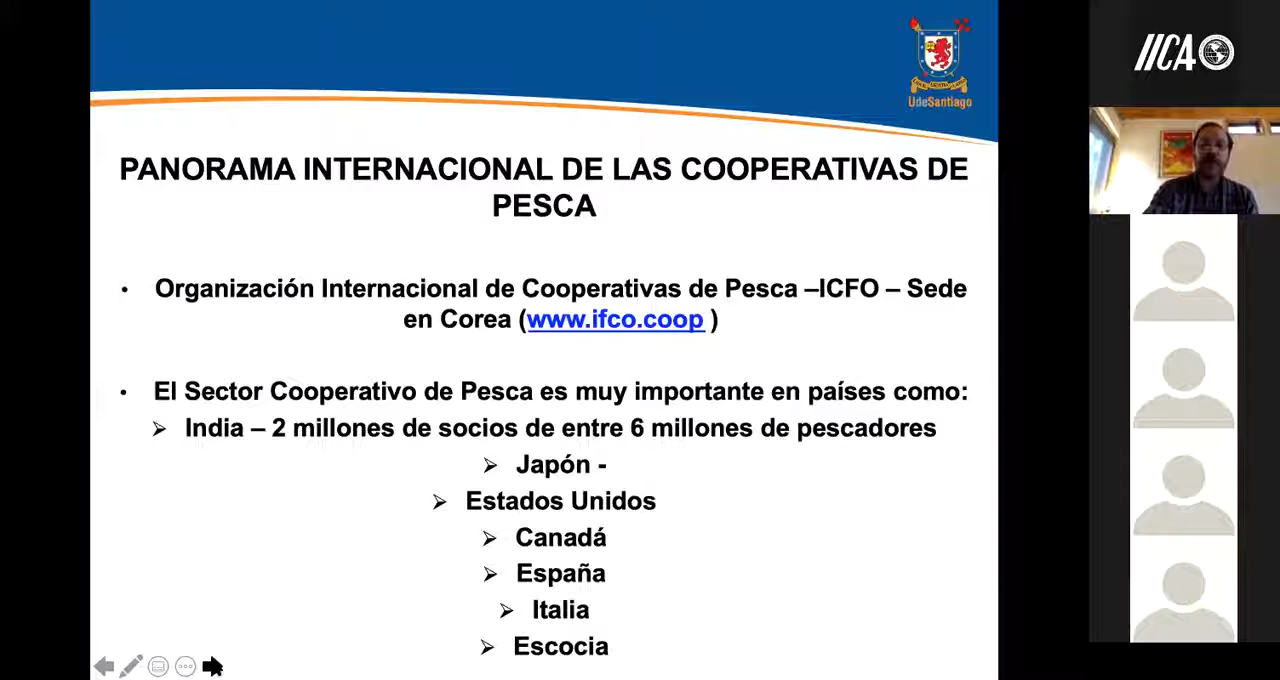 UdeSantiago
IICA
PANORAMA INTERNACIONAL DE LAS COOPERATIVAS DE
PESCA
• Organización Internacional de Cooperativas de Pesca –ICFO – Sede
en Corea (www.ifco.coop )
• El Sector Cooperativo de Pesca es muy importante en países como:
➢ India – 2 millones de socios de entre 6 millones de pescadores
➢ Japón -
➢ Estados Unidos
➢ Canadá
➢ España
➢ Italia
➢ Escocia